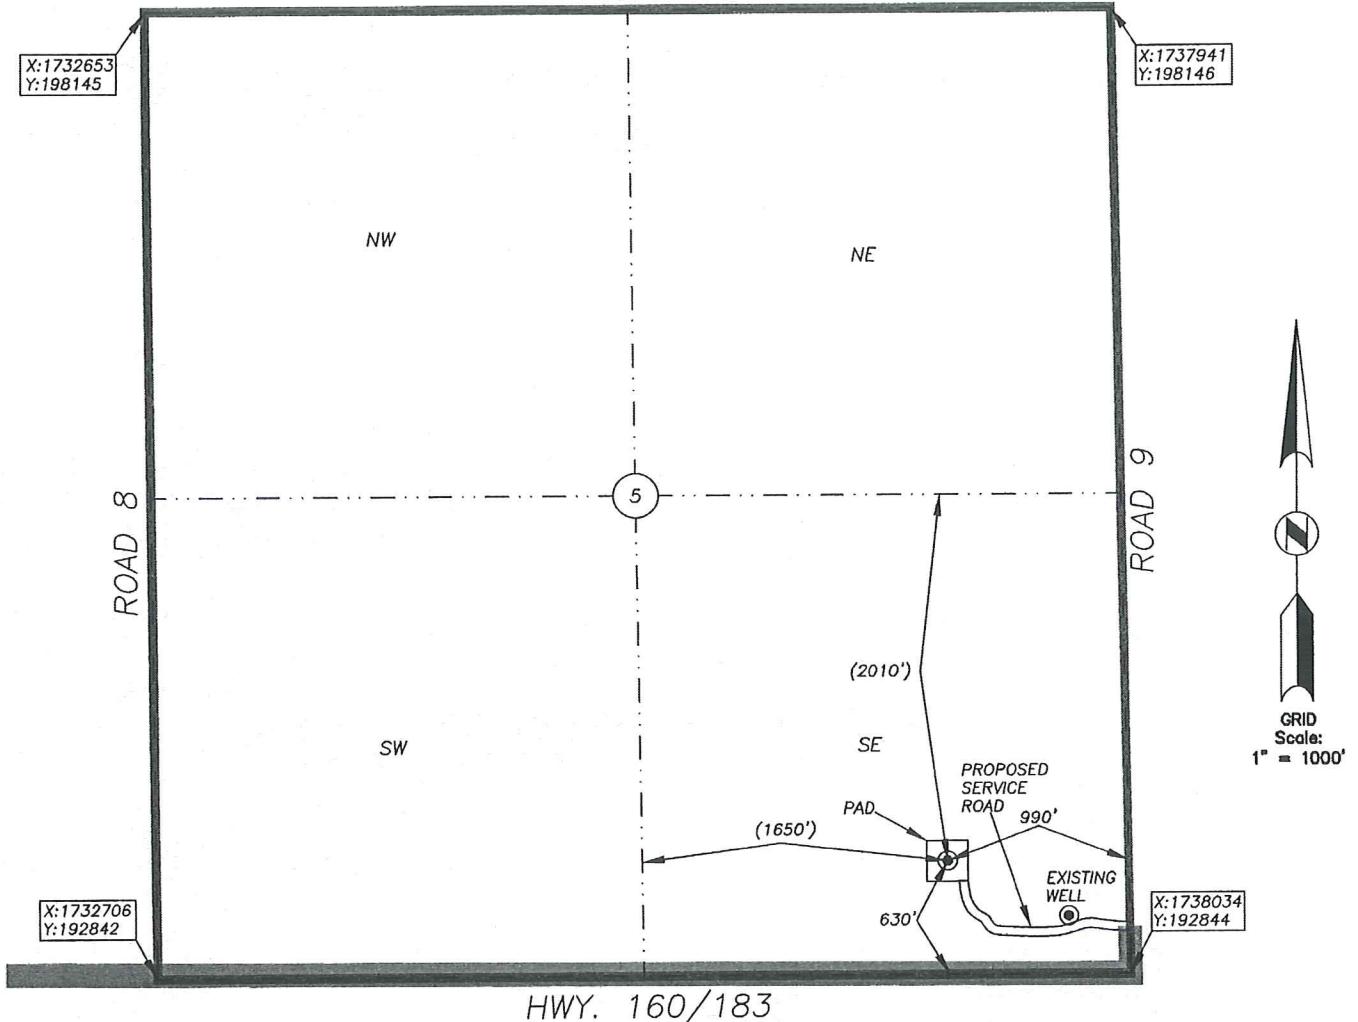 X:1732653
Y:198145
X:1737941
Y:198146
NW
NE
ROAD 8
5
ROAD 9
N
GRID
Scale:
1" = 1000'
(2010')
SW
SE
PROPOSED
SERVICE
ROAD
PAD
990'
(1650')
EXISTING
WELL
630'
X:1732706
Y:192842
X:1738034
Y:192844
HWY. 160/183